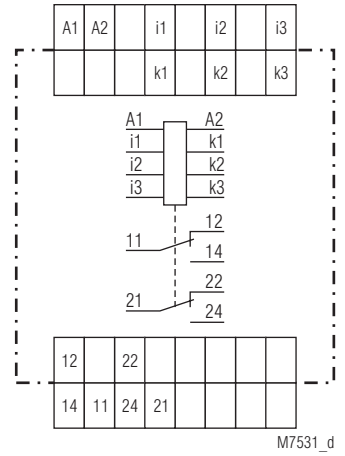 A1 A2 i1 i2 i3
k1 k2 k3
A1 A2
i1 k1
i2 k2
i3 k3
12
11
14
22
21
24
12 22
14 11 24 21
M7531_d